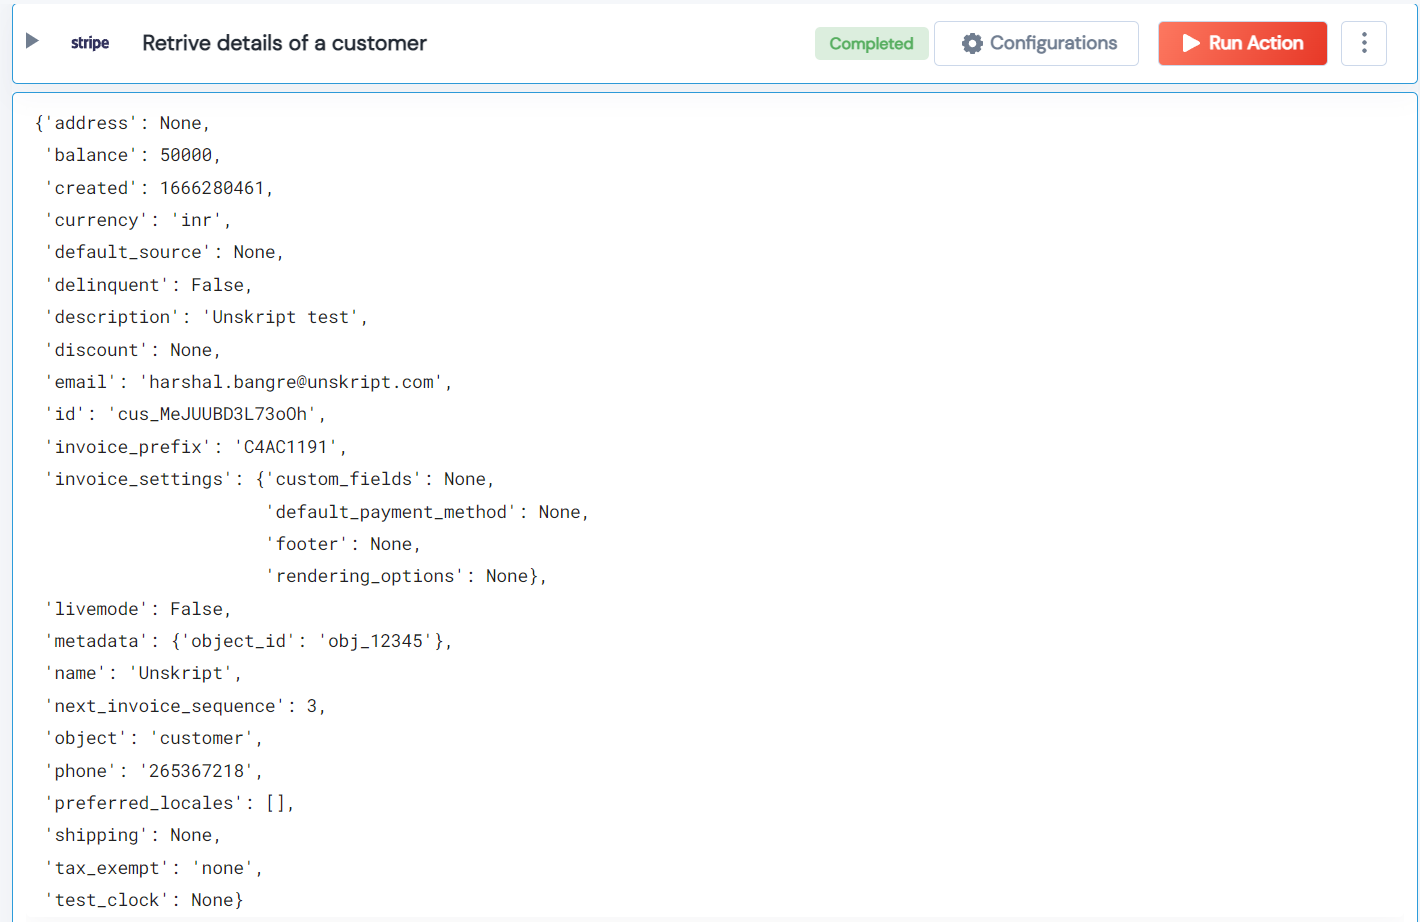 stripe Retrive details of a customer Completed Configurations Run Action
{'address': None,
'balance': 50000,
'created': 1666280461,
'currency': 'inr',
'default_source': None,
'delinquent': False,
'description': 'Unskript test',
'discount': None,
'email': 'harshal.bangre@unskript.com',
'id': 'cus_MeJUUBD3L73oOh',
'invoice_prefix': 'C4AC1191',
'invoice_settings': {'custom_fields': None,
'default_payment_method': None,
'footer': None,
'rendering_options': None},
'livemode': False,
'metadata': {'object_id': 'obj_12345'},
'name': 'Unskript',
'next_invoice_sequence': 3,
'object': 'customer',
'phone': '265367218',
'preferred_locales': [],
'shipping': None,
'tax_exempt': 'none',
'test_clock': None}